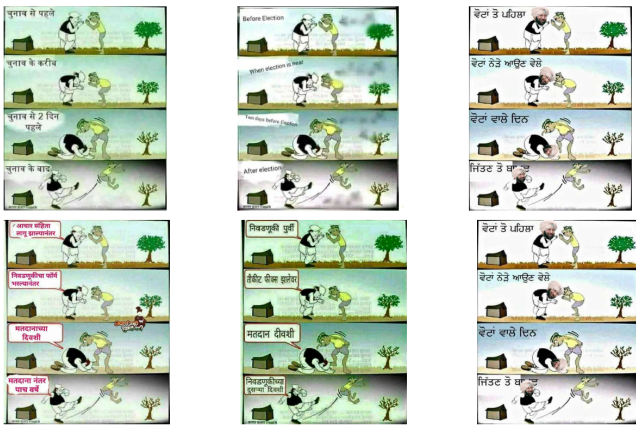 चुनाव से पहले
चुनाव के करीब
चुनाव से 2 दिन
पहले
चुनाव के बाद
Before Election
When election is near
Two days before Election
After election
ਵੋਟਾਂ ਤੋ ਪਹਿਲਾ
ਵੋਟਾਂ ਨੇੜੇ ਆਉਣ ਵੇਲੇ
ਵੋਟਾਂ ਵਾਲੇ ਦਿਨ
ਜਿੱਤਣ ਤੋ
आचार संहिता
लागू झाल्यानंतर
निवडणूकीचा फॉर्म
भरल्यानंतर
मतदानाच्या
दिवशी
मतदाना नंतर
पाच वर्षे
निवडणूकी पुर्वी
तीकीट फीक्स झालेवर
मतदान दीवशी
निवडणूकीच्या
दुसऱ्या दिवशी
ਵੋਟਾਂ ਤੋ ਪਹਿਲਾ
ਵੋਟਾਂ ਨੇੜੇ ਆਉਣ ਵੇਲੇ
ਵੋਟਾਂ ਵਾਲੇ ਦਿਨ
ਜਿੱਤਣ ਤੋ